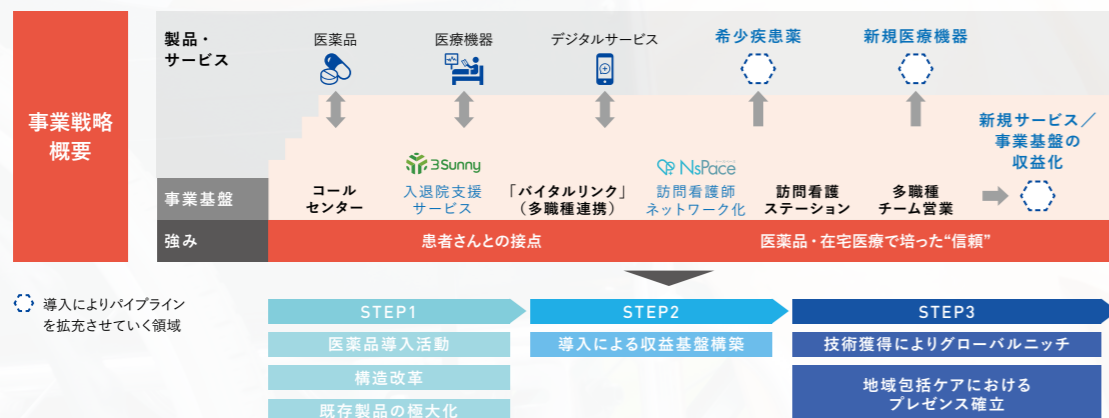 事業戦略
概要
製品・
サービス
医薬品
医療機器
デジタルサービス
希少疾患薬
新規医療機器
新規サービス／
事業基盤の
収益化
3Sunny
NsPace
事業基盤
コール
センター
入退院支援
サービス
「バイタルリンク」
（多職種連携）
訪問看護師
ネットワーク化
訪問看護
ステーション
多職種
チーム営業
強み
患者さんとの接点
医薬品・在宅医療で培った“信頼”
導入によりパイプライン
を拡充させていく領域
STEP1
STEP2
STEP3
医薬品導入活動
導入による収益基盤構築
技術獲得によりグローバルニッチ
構造改革
地域包括ケアにおける
プレゼンス確立
既存製品の極大化